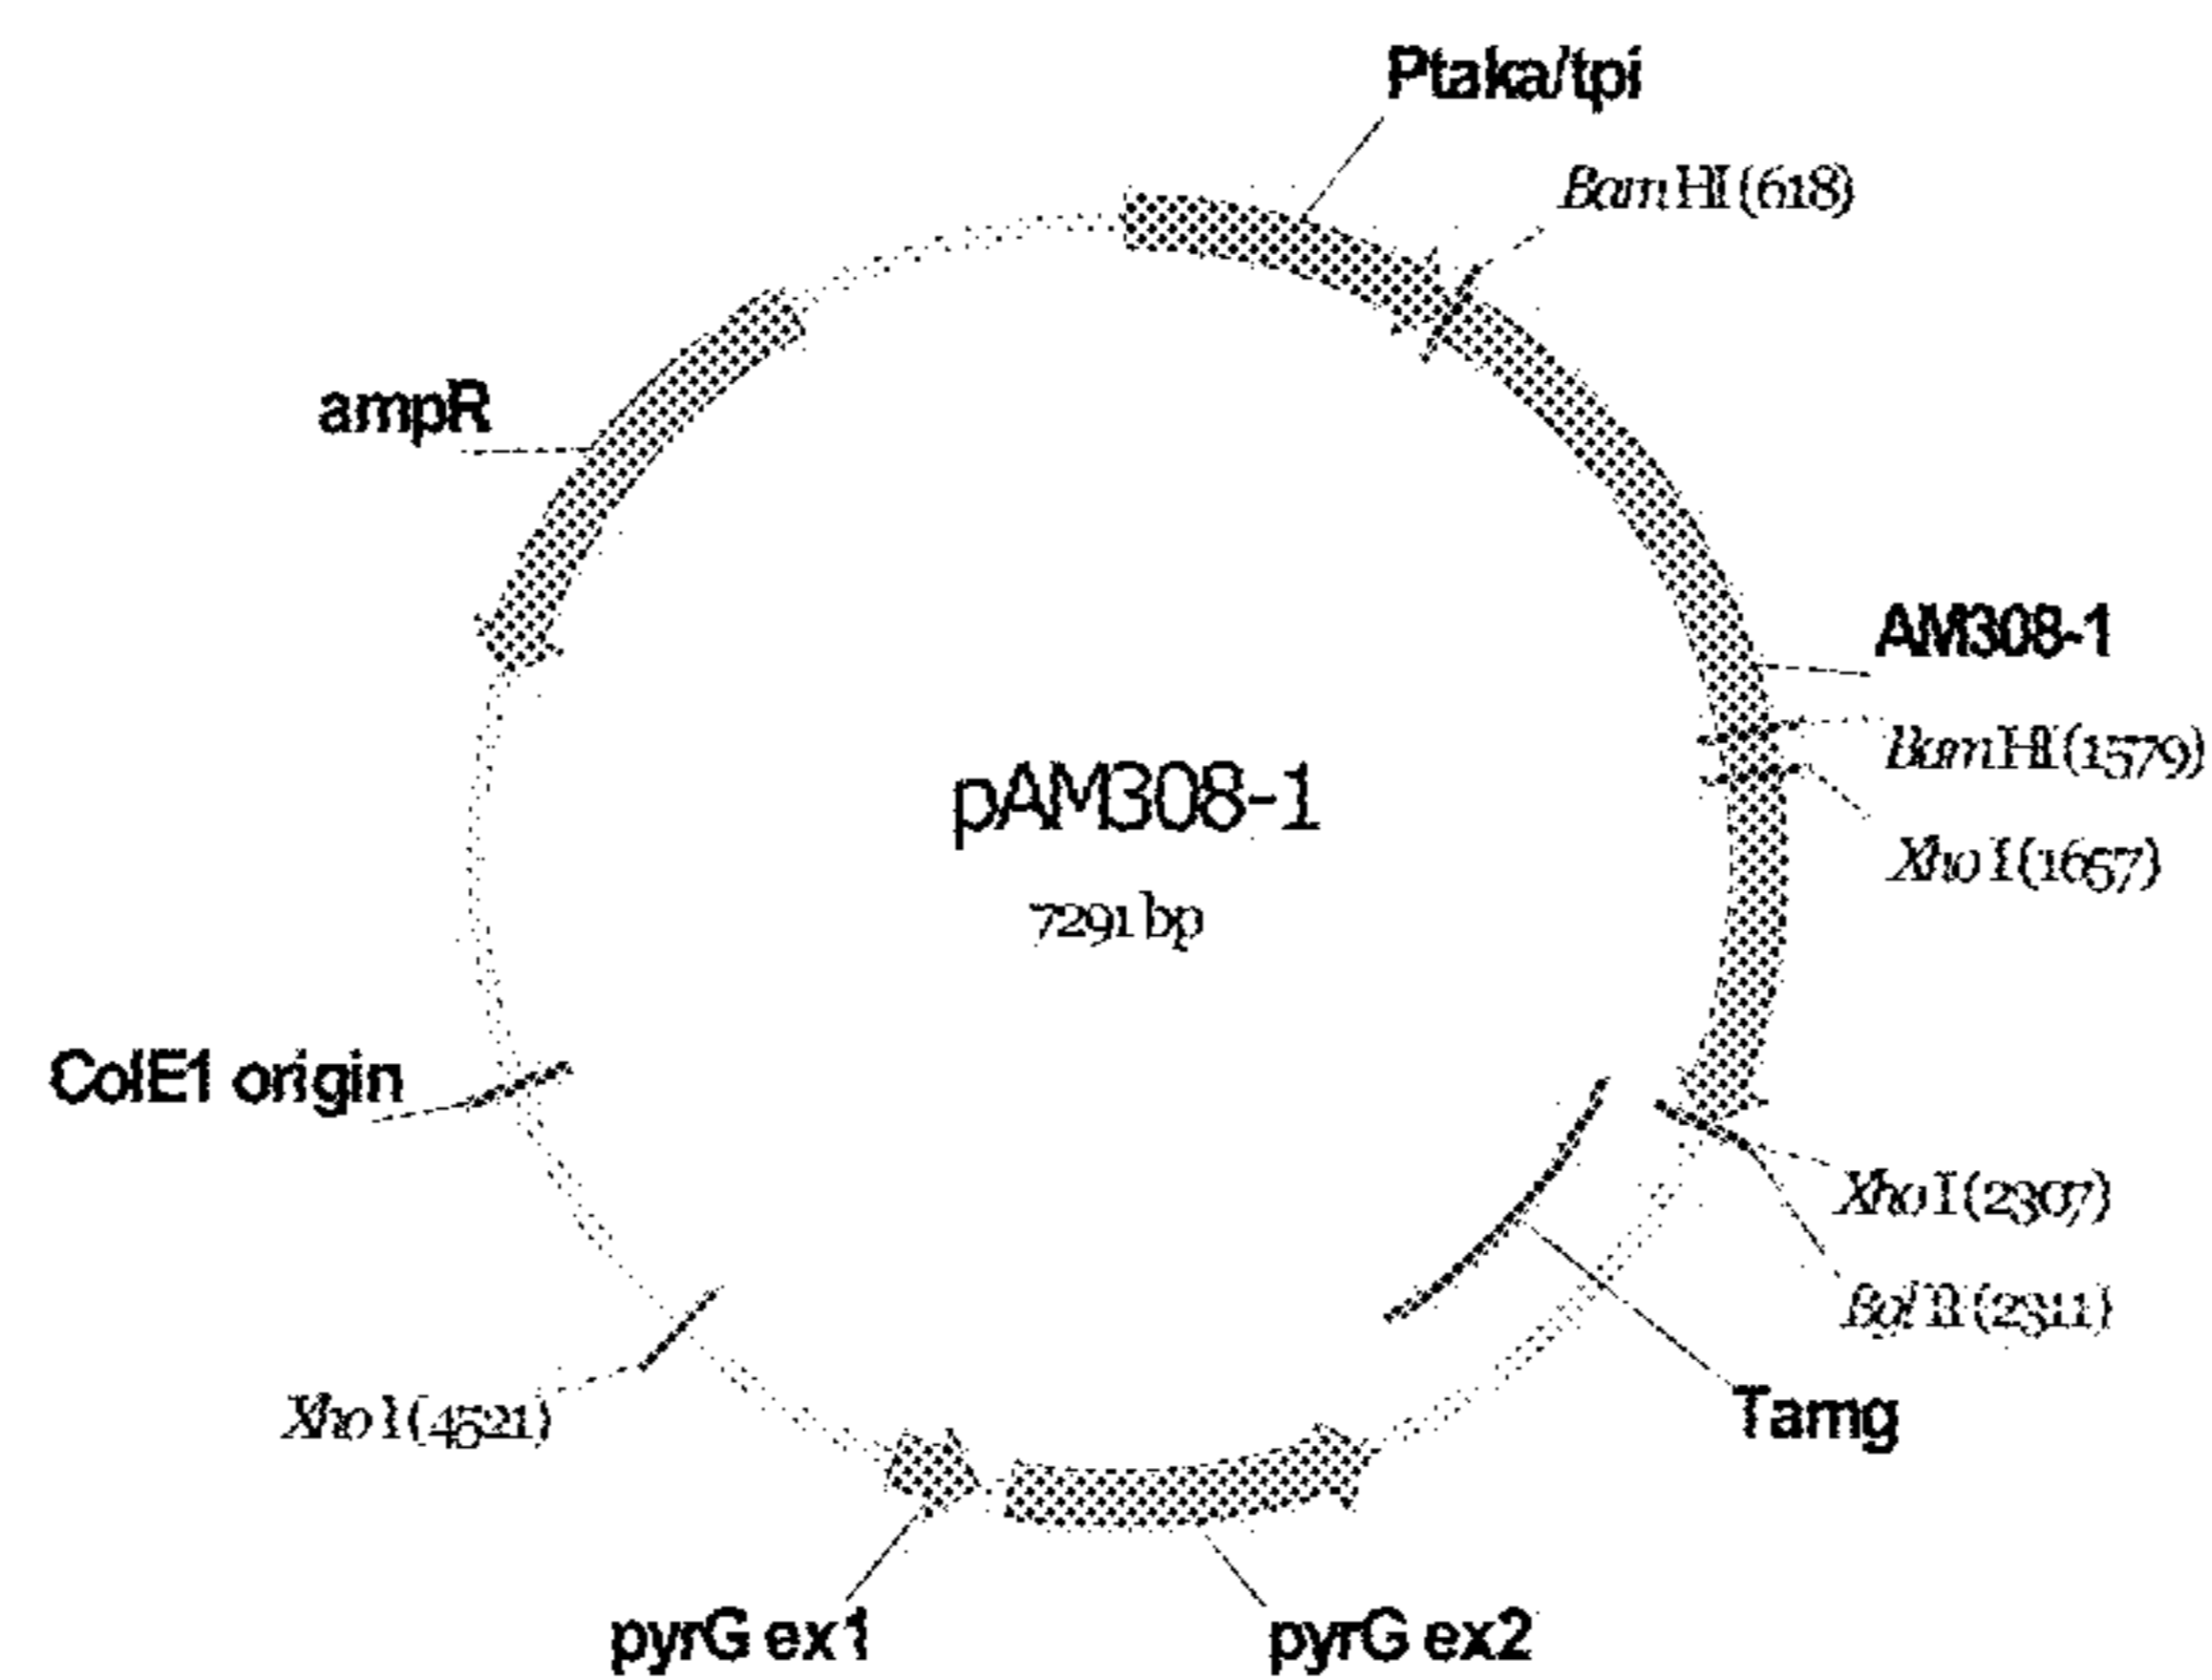 Ptaka/tpi
BamHI (618)
ampR
AM308-1
BamHI (1579)
pAM308-1
XhoI (1657)
7291 bp
ColE1 origin
XhoI (2307)
BglII (2311)
Tamg
XhoI (4521)
pyrG ex1
pyrG ex2